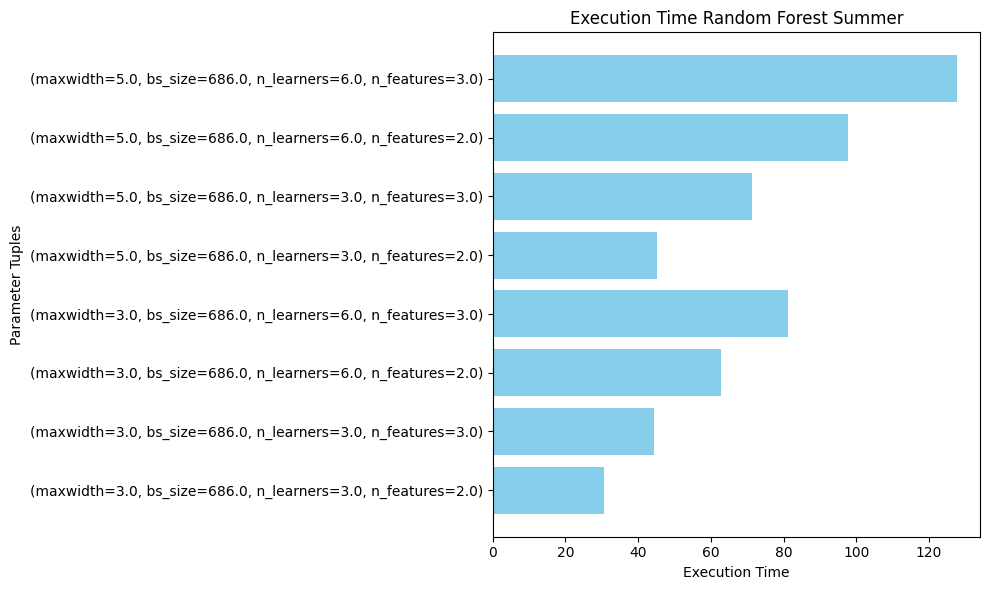 Execution Time Random Forest Summer
Parameter Tuples
(maxwidth=5.0, bs_size=686.0, n_learners=6.0, n_features=3.0)
(maxwidth=5.0, bs_size=686.0, n_learners=6.0, n_features=2.0)
(maxwidth=5.0, bs_size=686.0, n_learners=3.0, n_features=3.0)
(maxwidth=5.0, bs_size=686.0, n_learners=3.0, n_features=2.0)
(maxwidth=3.0, bs_size=686.0, n_learners=6.0, n_features=3.0)
(maxwidth=3.0, bs_size=686.0, n_learners=6.0, n_features=2.0)
(maxwidth=3.0, bs_size=686.0, n_learners=3.0, n_features=3.0)
(maxwidth=3.0, bs_size=686.0, n_learners=3.0, n_features=2.0)
0 20 40 60 80 100 120
Execution Time